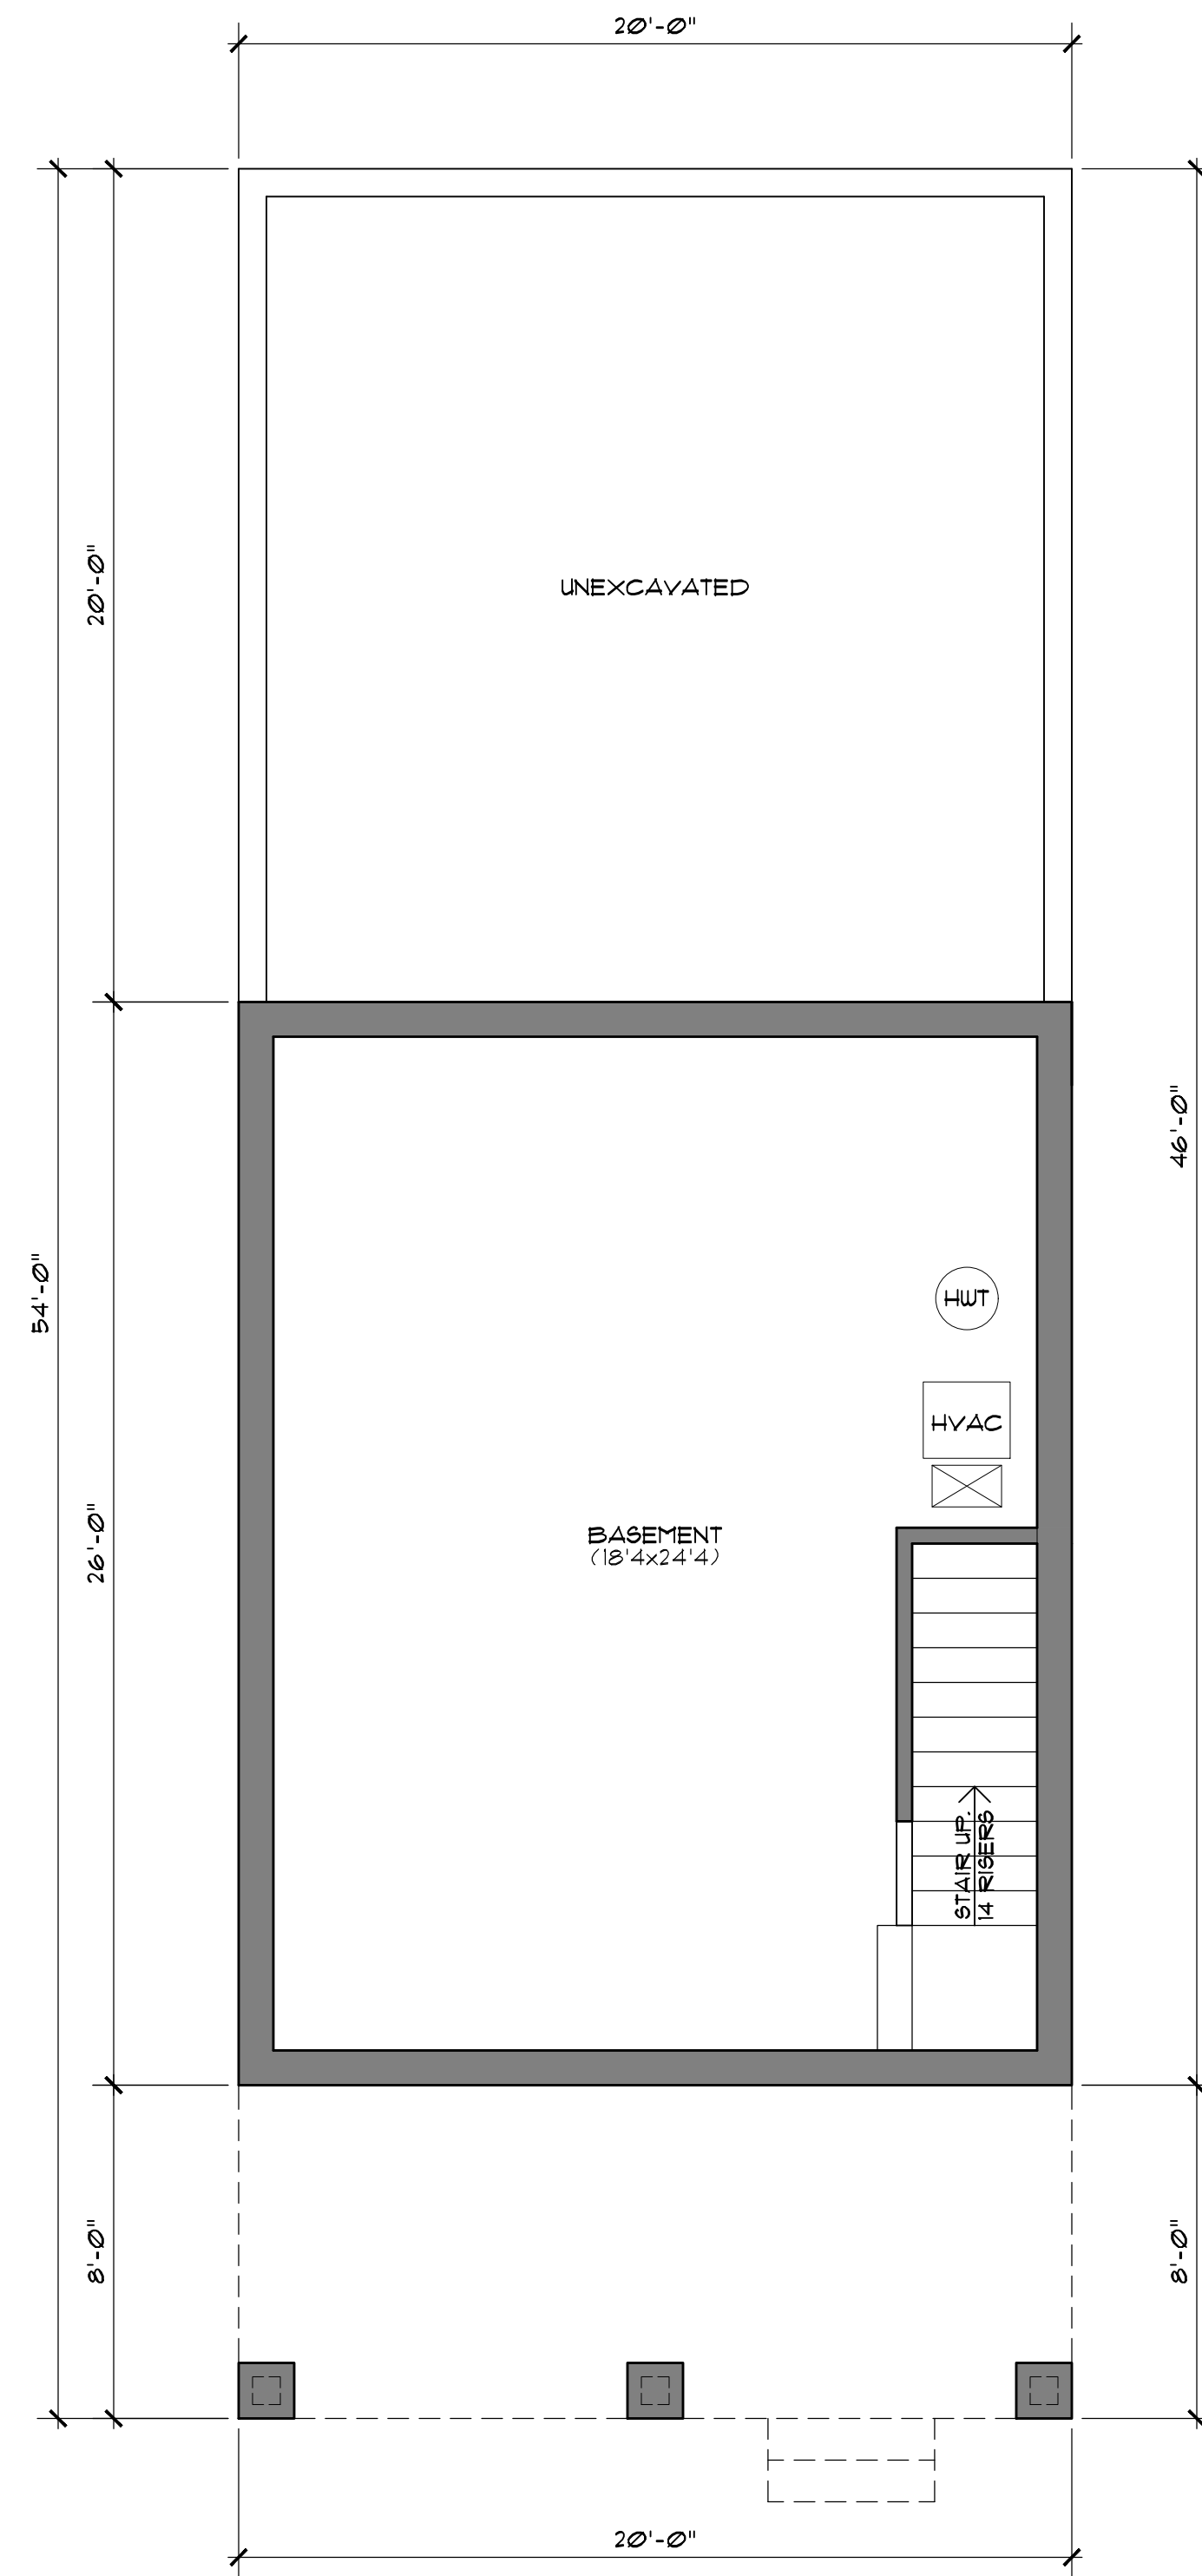 20'-0"
20'-0"
UNEXCAVATED
46'-0"
54'-0"
HWT
HVAC
26'-0"
BASEMENT
(18'4x24'4)
STAIR UP.
14 RISERS
8'-0"
8'-0"
20'-0"